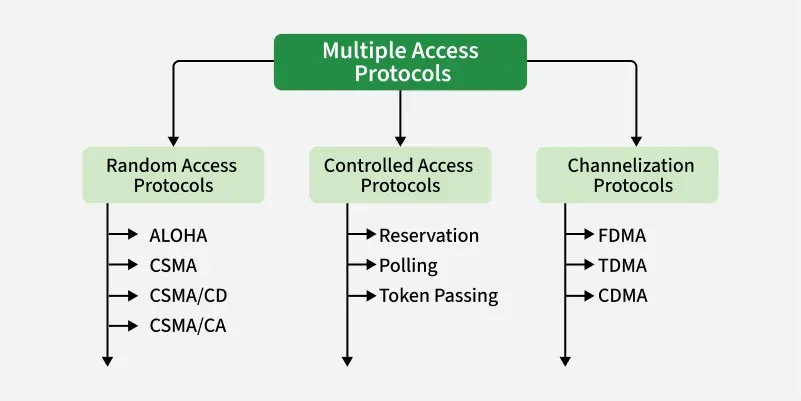 Multiple Access
Protocols
Random Access
Protocols
ALOHA
CSMA
CSMA/CD
CSMA/CA
Controlled Access
Protocols
Reservation
Polling
Token Passing
Channelization
Protocols
FDMA
TDMA
CDMA